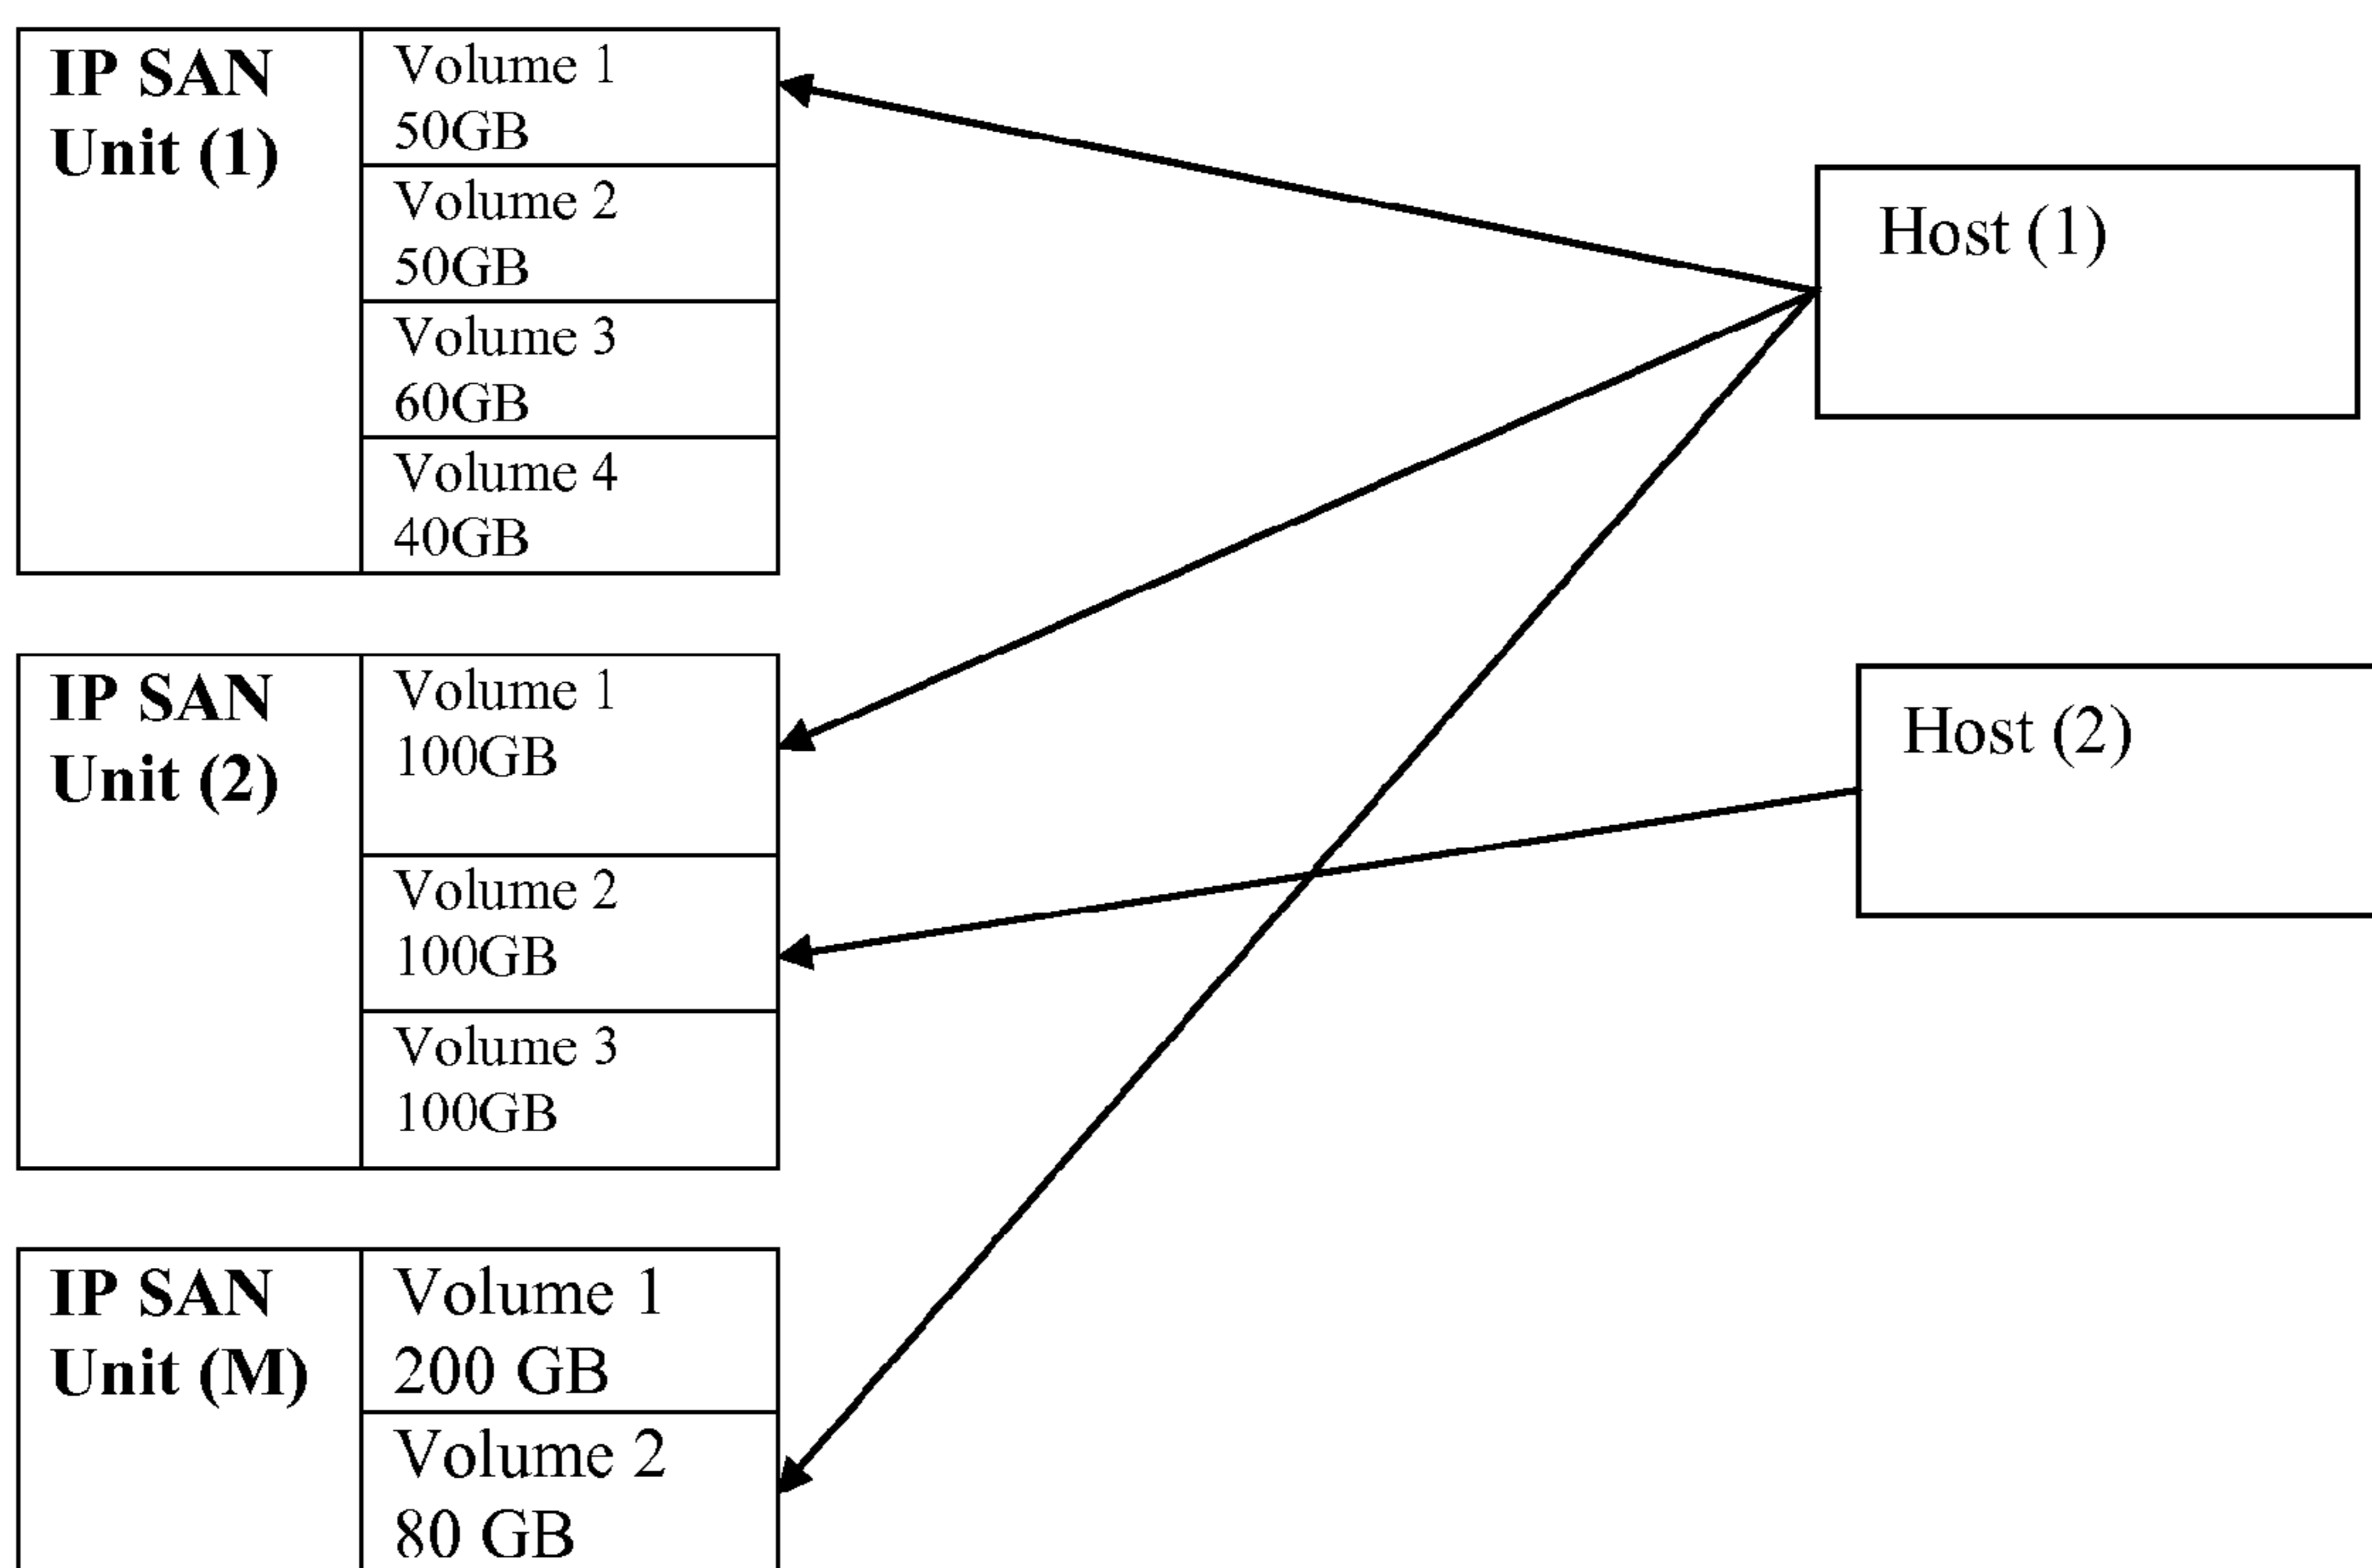 IP SAN
Unit (1)
Volume 1
50GB
Volume 2
50GB
Volume 3
60GB
Volume 4
40GB
Host (1)
IP SAN
Unit (2)
Volume 1
100GB
Volume 2
100GB
Volume 3
100GB
Host (2)
IP SAN
Unit (M)
Volume 1
200 GB
Volume 2
80 GB